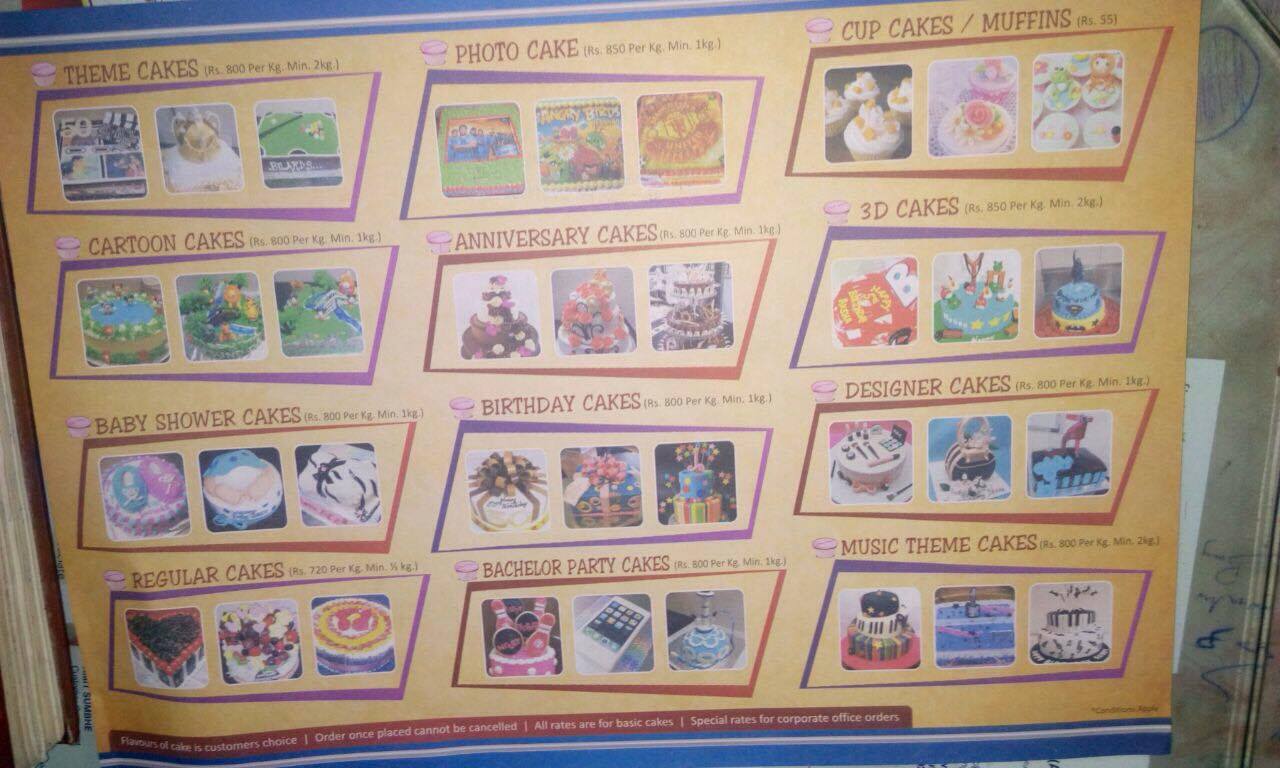 THEME CAKES (Rs. 800 Per Kg. Min. 2kg.)
PHOTO CAKE (Rs. 850 Per Kg. Min. 1kg.)
CUP CAKES / MUFFINS (Rs. 55)
BILLARDS...
ANGRY BIRDS
CARTOON CAKES (Rs. 800 Per Kg. Min. 1kg.)
ANNIVERSARY CAKES (Rs. 800 Per Kg. Min. 1kg.)
3D CAKES (Rs. 850 Per Kg. Min. 2kg.)
BABY SHOWER CAKES (Rs. 800 Per Kg. Min. 1kg.)
BIRTHDAY CAKES (Rs. 800 Per Kg. Min. 1kg.)
DESIGNER CAKES (Rs. 800 Per Kg. Min. 1kg.)
REGULAR CAKES (Rs. 720 Per Kg. Min. ½ kg.)
BACHELOR PARTY CAKES (Rs. 800 Per Kg. Min. 1kg.)
MUSIC THEME CAKES (Rs. 800 Per Kg. Min. 2kg.)
*Conditions Apply
Flavours of cake is customers choice | Order once placed cannot be cancelled | All rates are for basic cakes | Special rates for corporate office orders